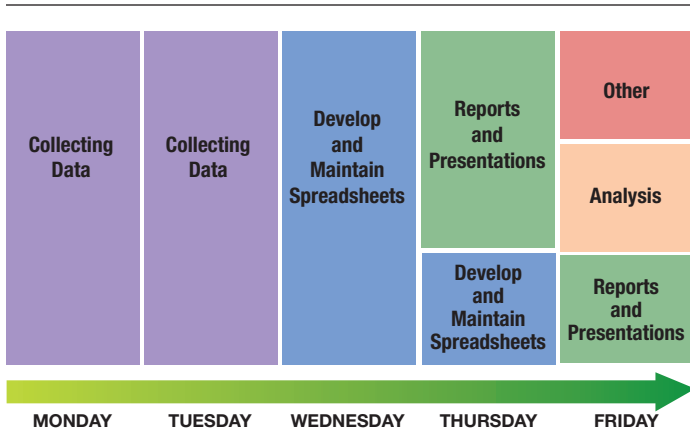 Collecting
Data
Collecting
Data
Develop
and
Maintain
Spreadsheets
Reports
and
Presentations
Develop
and
Maintain
Spreadsheets
Other
Analysis
Reports
and
Presentations
MONDAY TUESDAY WEDNESDAY THURSDAY FRIDAY